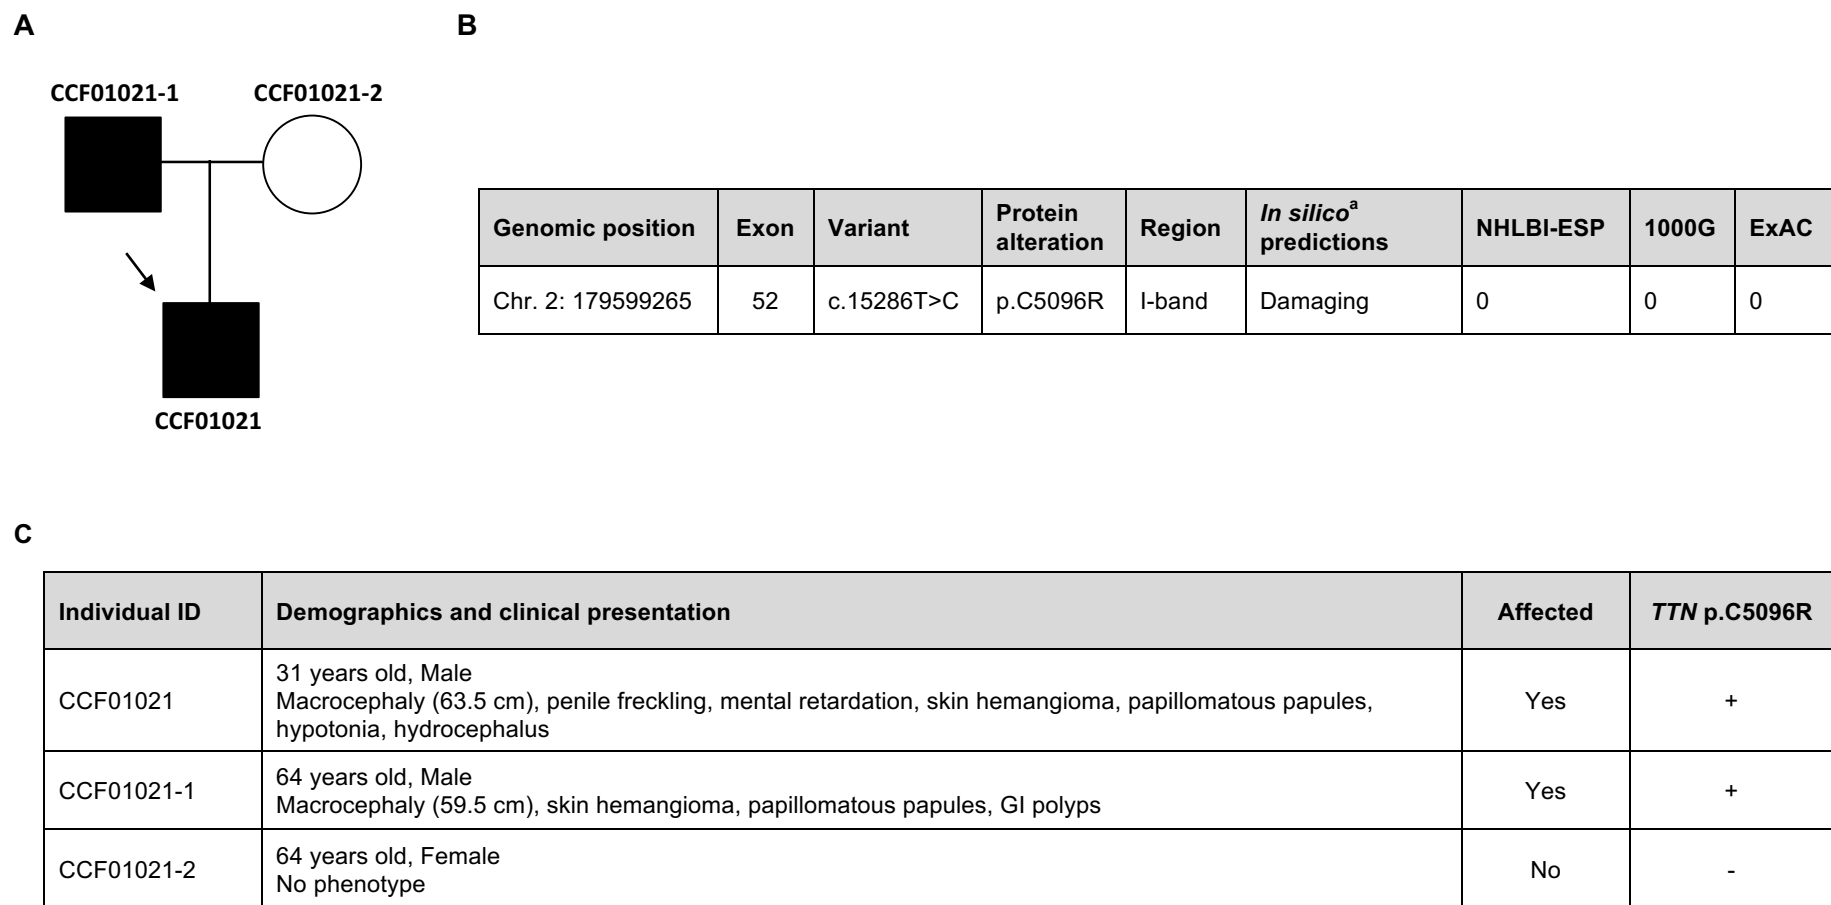 A
B
CCF01021-1 CCF01021-2
CCF01021
Genomic position Exon Variant Protein alteration Region In silicoᵃ predictions NHLBI-ESP 1000G ExAC
Chr. 2: 179599265 52 c.15286T>C p.C5096R I-band Damaging 0 0 0
C
Individual ID Demographics and clinical presentation Affected TTN p.C5096R
CCF01021 31 years old, Male
Macrocephaly (63.5 cm), penile freckling, mental retardation, skin hemangioma, papillomatous papules,
hypotonia, hydrocephalus
Yes +
CCF01021-1 64 years old, Male
Macrocephaly (59.5 cm), skin hemangioma, papillomatous papules, GI polyps
Yes +
CCF01021-2 64 years old, Female
No phenotype
No -